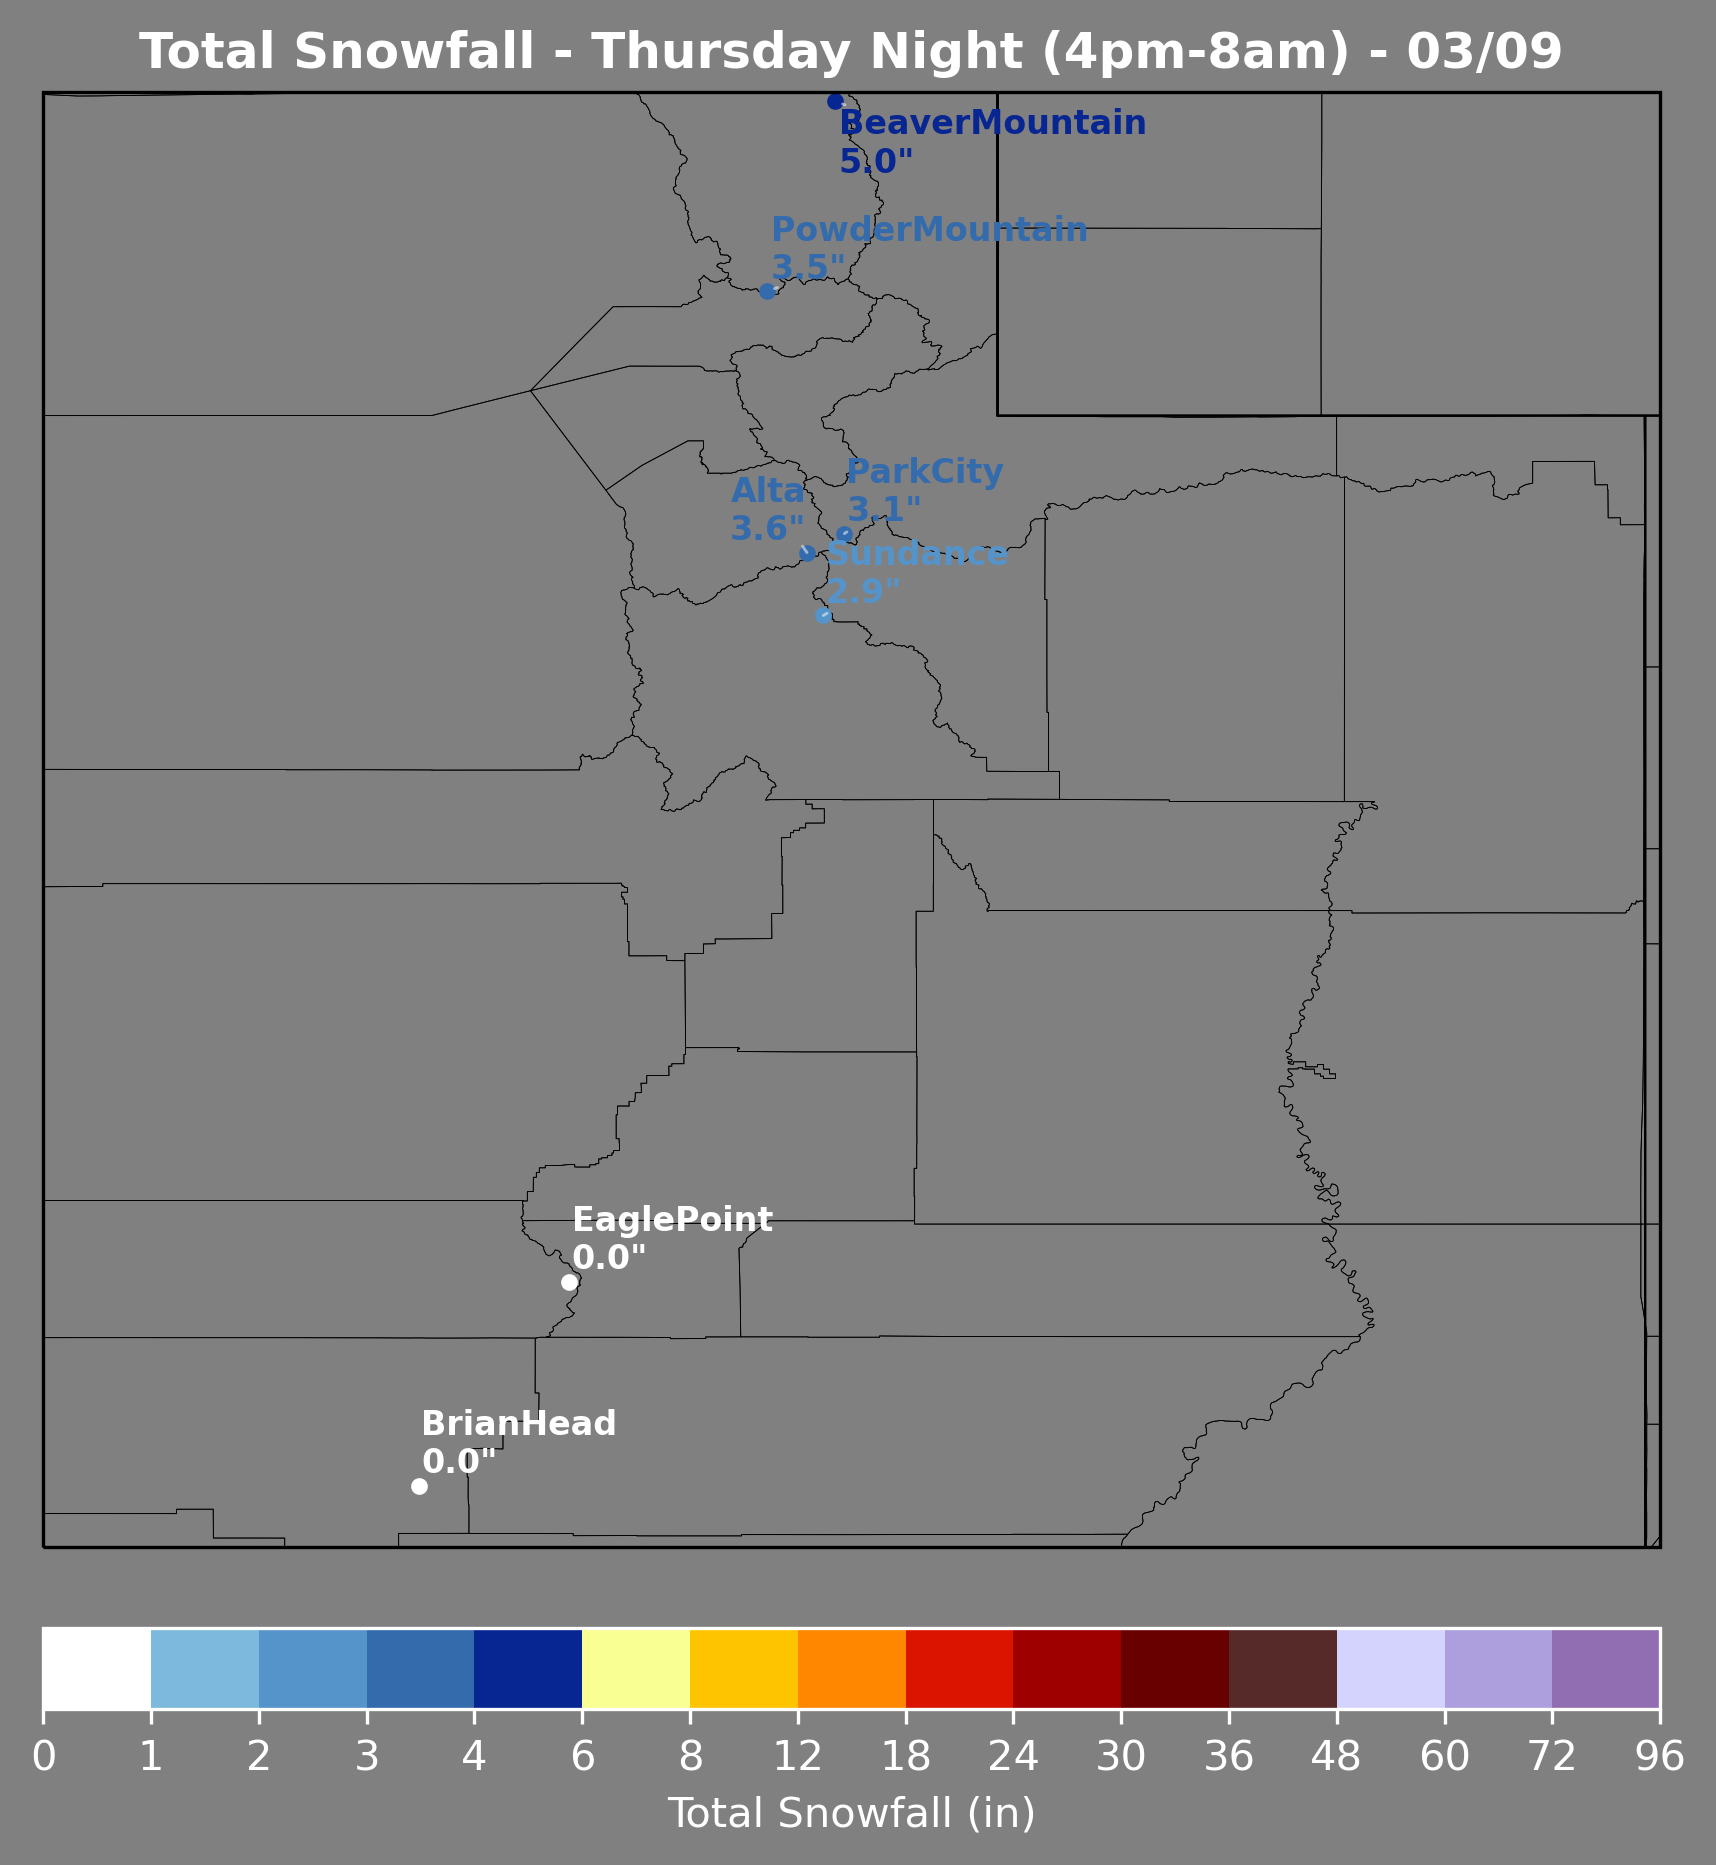 Total Snowfall - Thursday Night (4pm-8am) - 03/09
BeaverMountain
5.0"
PowderMountain
3.5"
ParkCity
3.1"
Alta
3.6"
Sundance
2.9"
EaglePoint
0.0"
BrianHead
0.0"
0 1 2 3 4 6 8 12 18 24 30 36 48 60 72 96
Total Snowfall (in)